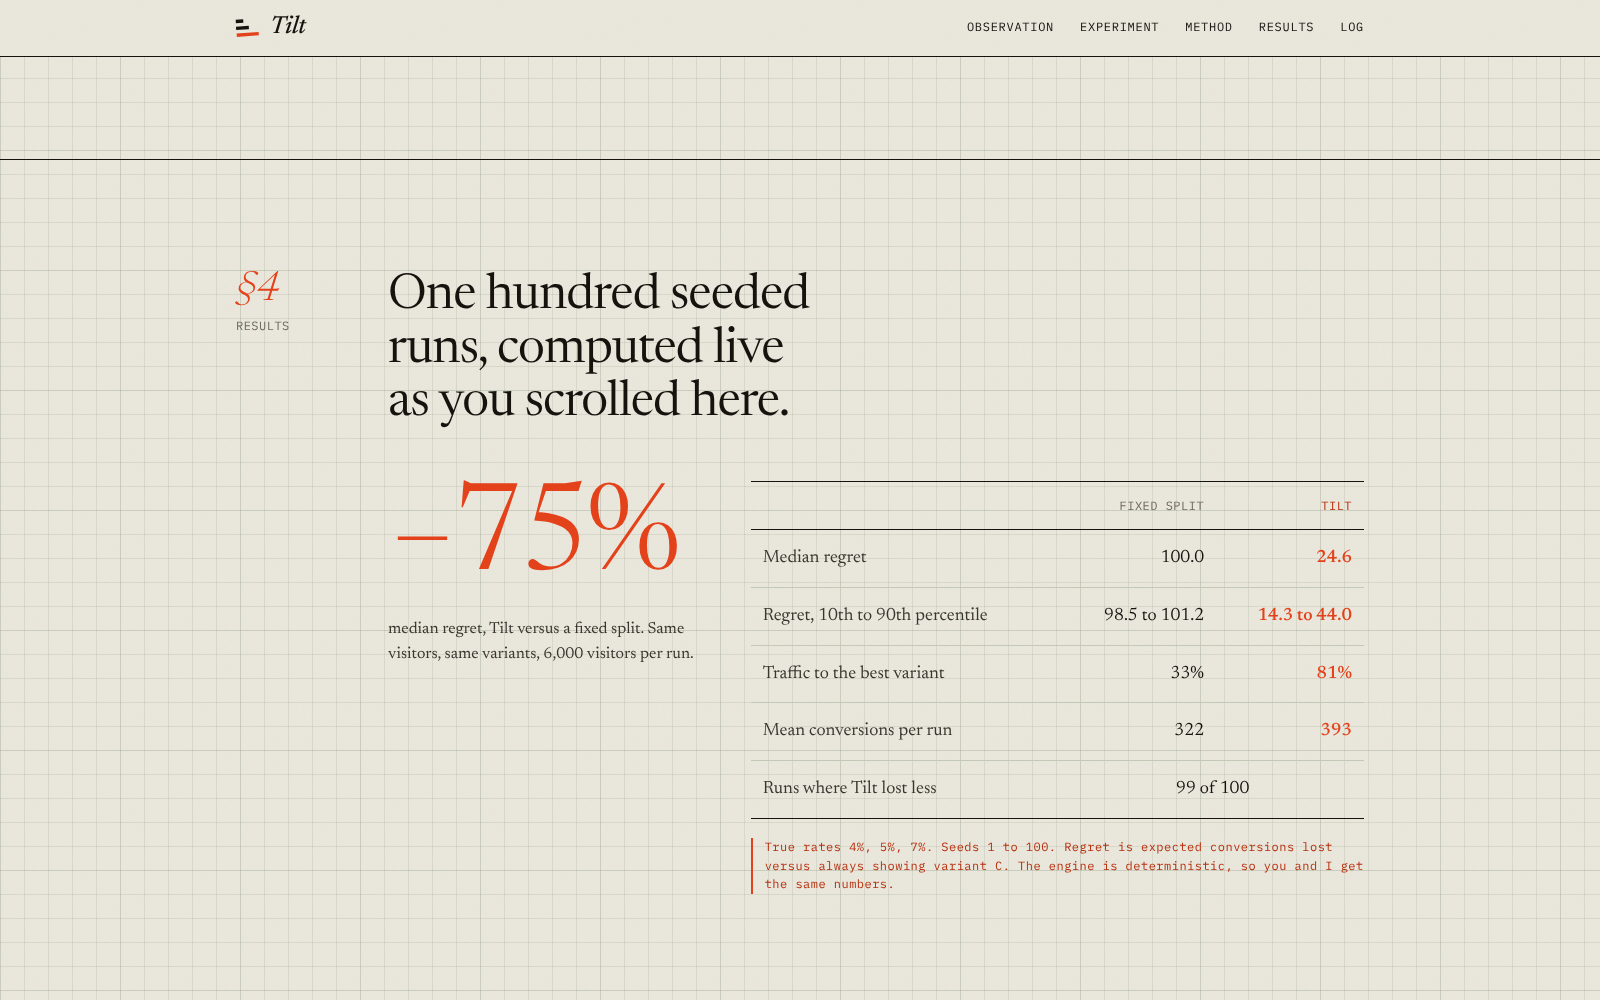 Tilt
OBSERVATION EXPERIMENT METHOD RESULTS LOG
§4
RESULTS
One hundred seeded
runs, computed live
as you scrolled here.
–75%
median regret, Tilt versus a fixed split. Same
visitors, same variants, 6,000 visitors per run.
FIXED SPLIT TILT
Median regret 100.0 24.6
Regret, 10th to 90th percentile 98.5 to 101.2 14.3 to 44.0
Traffic to the best variant 33% 81%
Mean conversions per run 322 393
Runs where Tilt lost less 99 of 100
True rates 4%, 5%, 7%. Seeds 1 to 100. Regret is expected conversions lost
versus always showing variant C. The engine is deterministic, so you and I get
the same numbers.